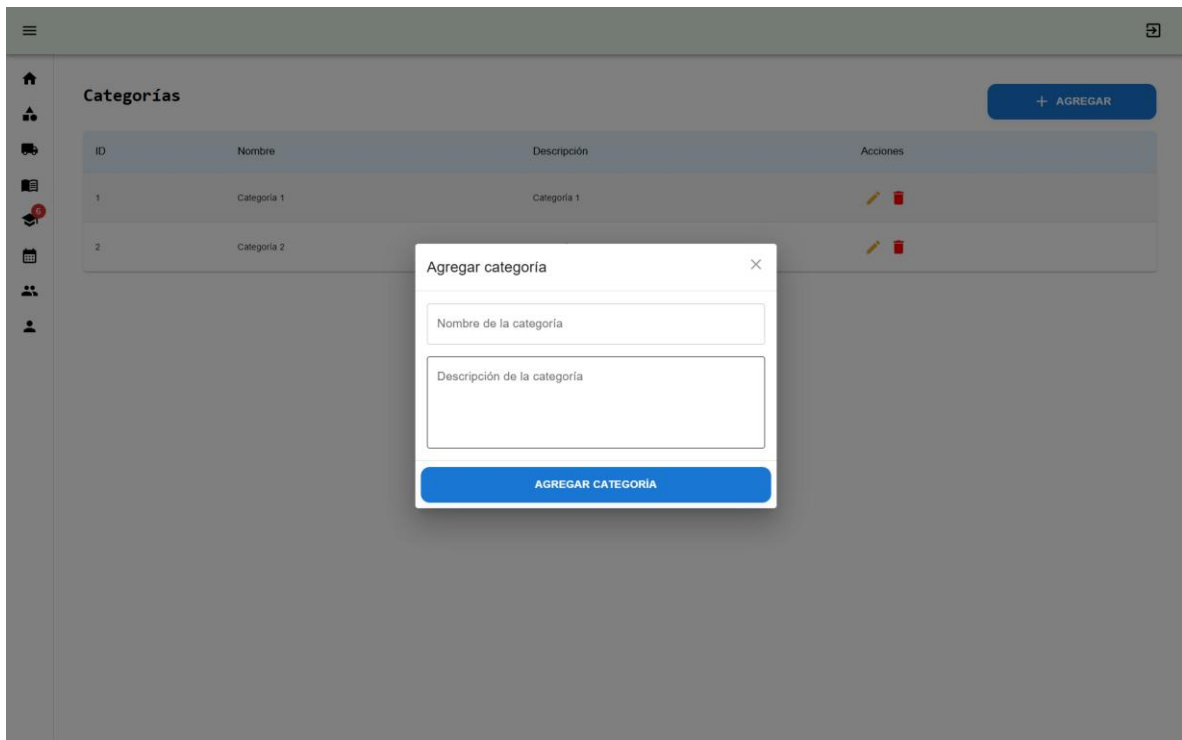 Categorías
+ AGREGAR
ID Nombre Descripción Acciones
6
1 Categoría 1 Categoría 1
2 Categoría 2
Agregar categoría
Nombre de la categoría
Descripción de la categoría
AGREGAR CATEGORÍA